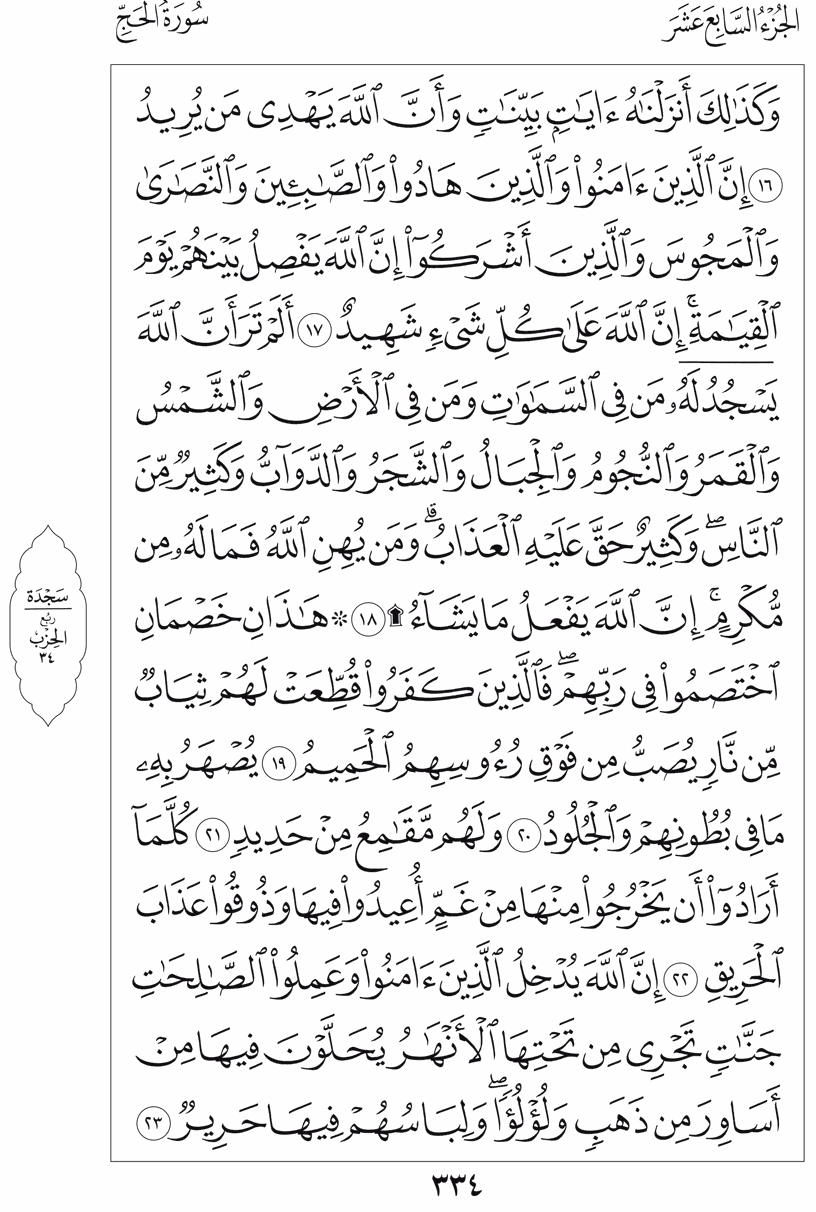 الجُزْءُ السَّابِعَ عَشَرَ
سُورَةُ الحَجِّ
وَكَذَٰلِكَ أَنزَلْنَٰهُ ءَايَٰتٍۭ بَيِّنَٰتٍ وَأَنَّ ٱللَّهَ يَهْدِى مَن يُرِيدُ
١٦ إِنَّ ٱلَّذِينَ ءَامَنُوا۟ وَٱلَّذِينَ هَادُوا۟ وَٱلصَّٰبِـِٔينَ وَٱلنَّصَٰرَىٰ
وَٱلْمَجُوسَ وَٱلَّذِينَ أَشْرَكُوٓا۟ إِنَّ ٱللَّهَ يَفْصِلُ بَيْنَهُمْ يَوْمَ
ٱلْقِيَٰمَةِ ۚ إِنَّ ٱللَّهَ عَلَىٰ كُلِّ شَىْءٍ شَهِيدٌ ١٧ أَلَمْ تَرَ أَنَّ ٱللَّهَ
يَسْجُدُ لَهُۥ مَن فِى ٱلسَّمَٰوَٰتِ وَمَن فِى ٱلْأَرْضِ وَٱلشَّمْسُ
وَٱلْقَمَرُ وَٱلنُّجُومُ وَٱلْجِبَالُ وَٱلشَّجَرُ وَٱلدَّوَآبُّ وَكَثِيرٌ مِّنَ
ٱلنَّاسِ ۖ وَكَثِيرٌ حَقَّ عَلَيْهِ ٱلْعَذَابُ ۗ وَمَن يُهِنِ ٱللَّهُ فَمَا لَهُۥ مِن
مُّكْرِمٍ ۚ إِنَّ ٱللَّهَ يَفْعَلُ مَا يَشَآءُ ۩ ١٨ ۞ هَٰذَانِ خَصْمَانِ
ٱخْتَصَمُوا۟ فِى رَبِّهِمْ ۖ فَٱلَّذِينَ كَفَرُوا۟ قُطِّعَتْ لَهُمْ ثِيَابٌ
مِّن نَّارٍ يُصَبُّ مِن فَوْقِ رُءُوسِهِمُ ٱلْحَمِيمُ ١٩ يُصْهَرُ بِهِۦ
مَا فِى بُطُونِهِمْ وَٱلْجُلُودُ ٢٠ وَلَهُم مَّقَٰمِعُ مِنْ حَدِيدٍ ٢١ كُلَّمَآ
أَرَادُوٓا۟ أَن يَخْرُجُوا۟ مِنْهَا مِنْ غَمٍّ أُعِيدُوا۟ فِيهَا وَذُوقُوا۟ عَذَابَ
ٱلْحَرِيقِ ٢٢ إِنَّ ٱللَّهَ يُدْخِلُ ٱلَّذِينَ ءَامَنُوا۟ وَعَمِلُوا۟ ٱلصَّٰلِحَٰتِ
جَنَّٰتٍ تَجْرِى مِن تَحْتِهَا ٱلْأَنْهَٰرُ يُحَلَّوْنَ فِيهَا مِنْ
أَسَاوِرَ مِن ذَهَبٍ وَلُؤْلُؤًا ۖ وَلِبَاسُهُمْ فِيهَا حَرِيرٌ ٢٣
سَجْدَة
رُبْع
الحِزْب
٣٤
٣٣٤